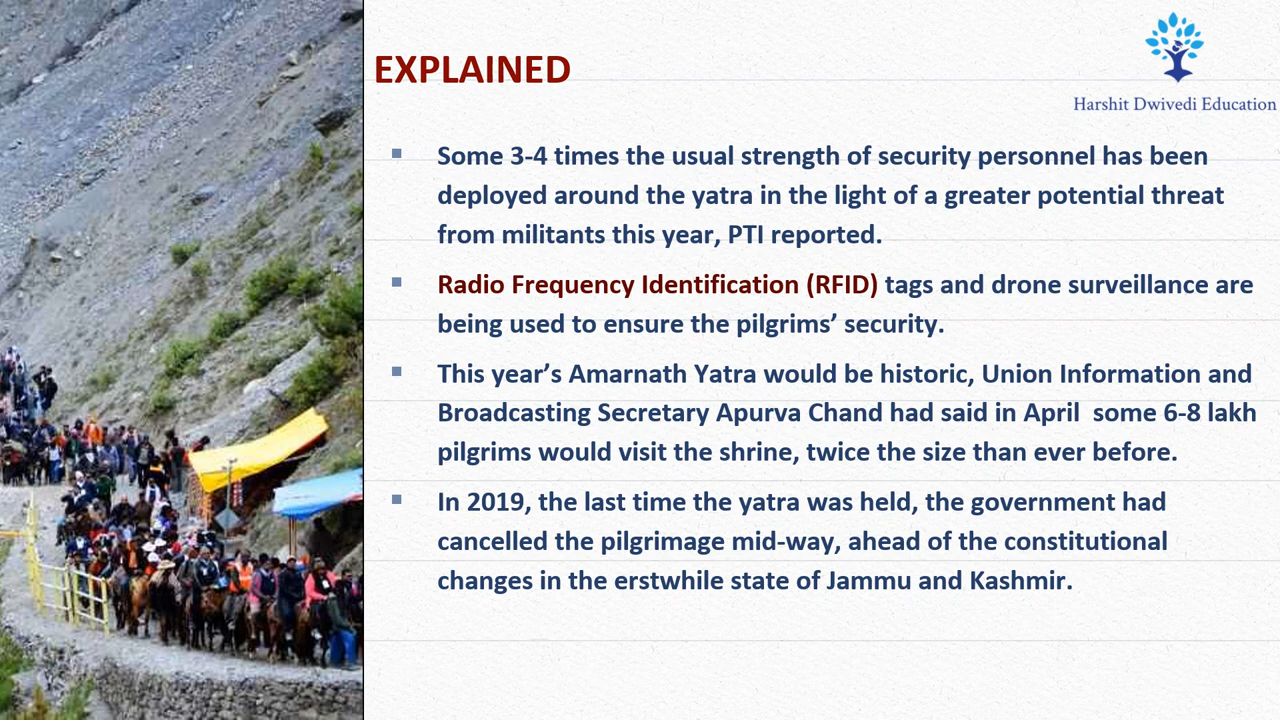 EXPLAINED
Harshit Dwivedi Education
▪ Some 3-4 times the usual strength of security personnel has been
deployed around the yatra in the light of a greater potential threat
from militants this year, PTI reported.
▪ Radio Frequency Identification (RFID) tags and drone surveillance are
being used to ensure the pilgrims’ security.
▪ This year’s Amarnath Yatra would be historic, Union Information and
Broadcasting Secretary Apurva Chand had said in April  some 6-8 lakh
pilgrims would visit the shrine, twice the size than ever before.
▪ In 2019, the last time the yatra was held, the government had
cancelled the pilgrimage mid-way, ahead of the constitutional
changes in the erstwhile state of Jammu and Kashmir.